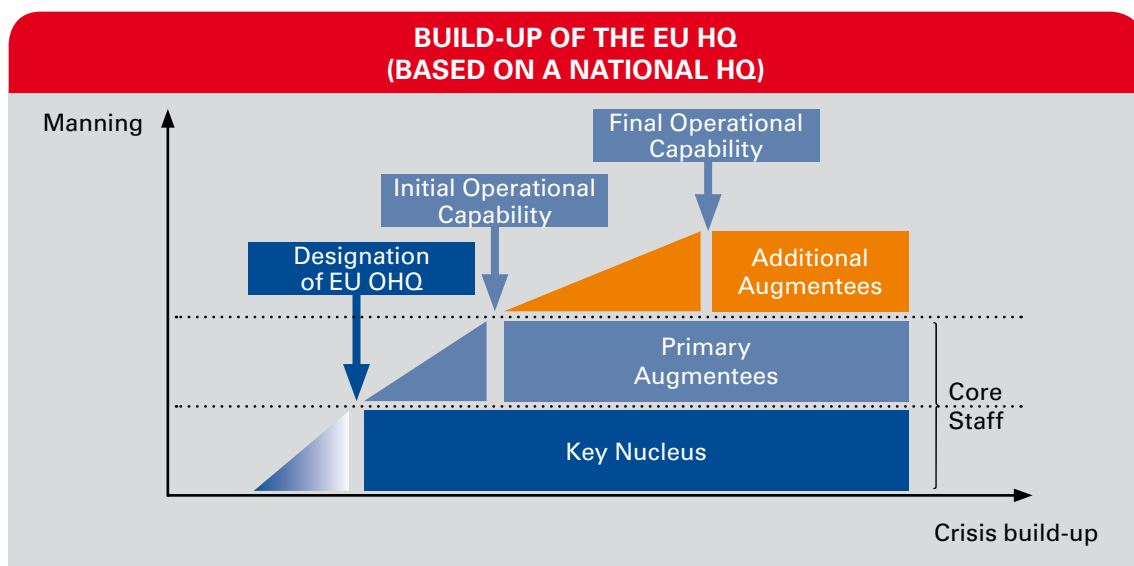 BUILD-UP OF THE EU HQ
(BASED ON A NATIONAL HQ)
Manning
Final Operational
Capability
Initial Operational
Capability
Designation
of EU OHQ
Additional
Augmentees
Primary
Augmentees
Core
Staff
Key Nucleus
Crisis build-up